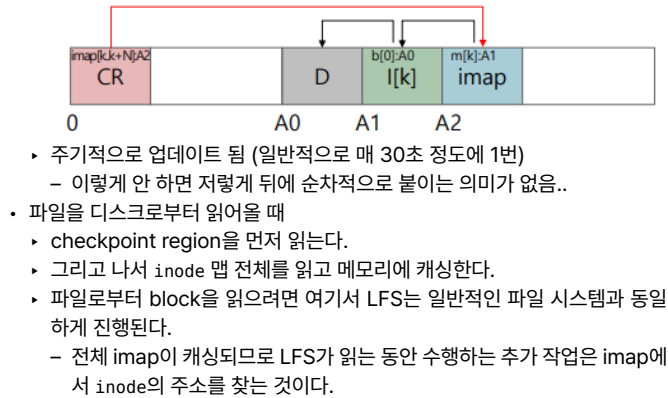 imap[k..k+N]:A2
b[0]:A0
m[k]:A1
CR
D
I[k]
imap
0
A0
A1
A2
‣ 주기적으로 업데이트 됨 (일반적으로 매 30초 정도에 1번)
– 이렇게 안 하면 저렇게 뒤에 순차적으로 붙이는 의미가 없음..
• 파일을 디스크로부터 읽어올 때
‣ checkpoint region을 먼저 읽는다.
‣ 그리고 나서 inode 맵 전체를 읽고 메모리에 캐싱한다.
‣ 파일로부터 block을 읽으려면 여기서 LFS는 일반적인 파일 시스템과 동일
하게 진행된다.
– 전체 imap이 캐싱되므로 LFS가 읽는 동안 수행하는 추가 작업은 imap에
서 inode의 주소를 찾는 것이다.